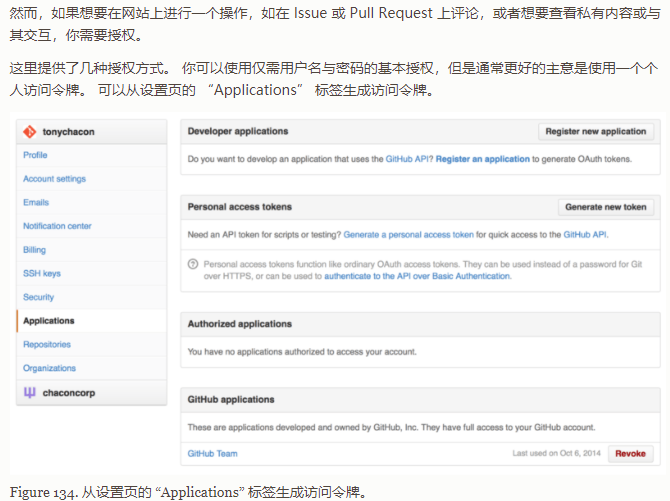 然而，如果想要在网站上进行一个操作，如在 Issue 或 Pull Request 上评论，或者想要查看私有内容或与
其交互，你需要授权。
这里提供了几种授权方式。 你可以使用仅需用户名与密码的基本授权，但是通常更好的主意是使用一个个
人访问令牌。 可以从设置页的 “Applications” 标签生成访问令牌。
tonychacon
Profile
Account settings
Emails
Notification center
Billing
SSH keys
Security
Applications
Repositories
Organizations
chaconcorp
Developer applications
Register new application
Do you want to develop an application that uses the GitHub API? Register an application to generate OAuth tokens.
Personal access tokens
Generate new token
Need an API token for scripts or testing? Generate a personal access token for quick access to the GitHub API.
Personal access tokens function like ordinary OAuth access tokens. They can be used instead of a password for Git
over HTTPS, or can be used to authenticate to the API over Basic Authentication.
Authorized applications
You have no applications authorized to access your account.
GitHub applications
These are applications developed and owned by GitHub, Inc. They have full access to your GitHub account.
GitHub Team
Last used on Oct 6, 2014
Revoke
Figure 134. 从设置页的 “Applications” 标签生成访问令牌。